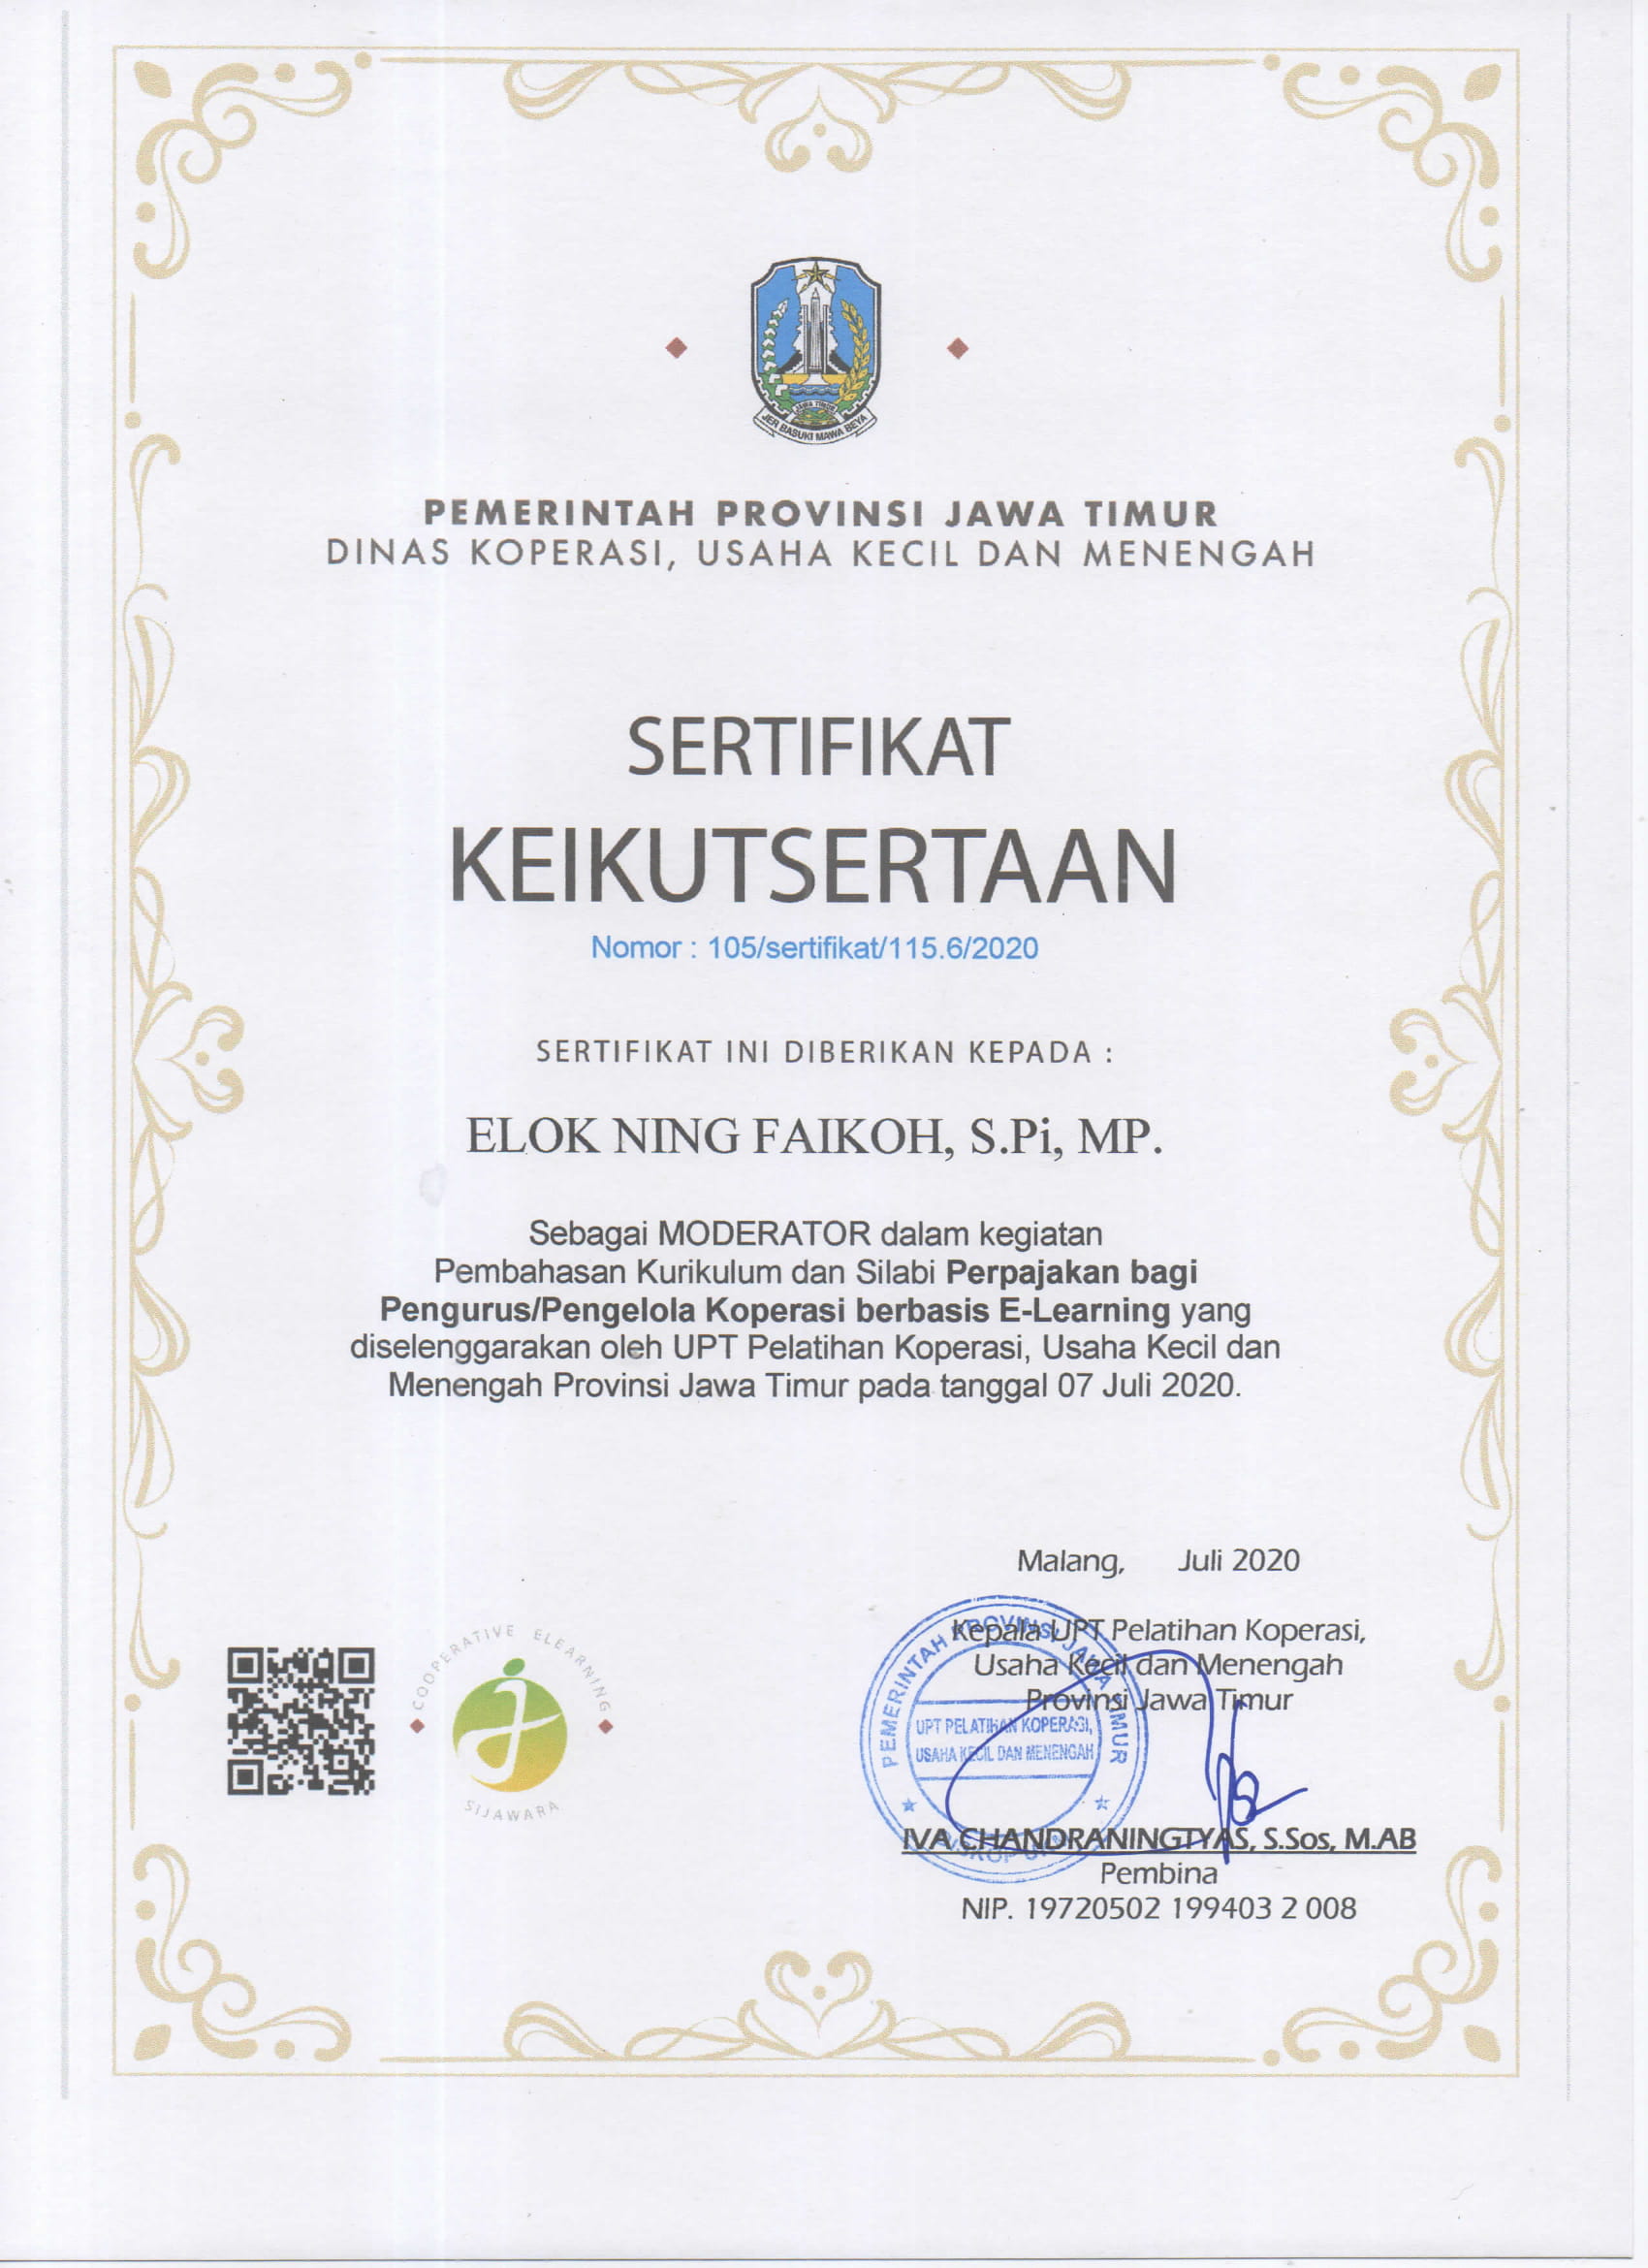 JAWA TIMUR
JER BASUKI MAWA BEYA
PEMERINTAH PROVINSI JAWA TIMUR
DINAS KOPERASI, USAHA KECIL DAN MENENGAH
SERTIFIKAT
KEIKUTSERTAAN
Nomor : 105/sertifikat/115.6/2020
SERTIFIKAT INI DIBERIKAN KEPADA :
ELOK NING FAIKOH, S.Pi, MP.
Sebagai MODERATOR dalam kegiatan
Pembahasan Kurikulum dan Silabi Perpajakan bagi
Pengurus/Pengelola Koperasi berbasis E-Learning yang
diselenggarakan oleh UPT Pelatihan Koperasi, Usaha Kecil dan
Menengah Provinsi Jawa Timur pada tanggal 07 Juli 2020.
Malang, Juli 2020
Kepala UPT Pelatihan Koperasi,
Usaha Kecil dan Menengah
Provinsi Jawa Timur
COOPERATIVE ELEARNING
SIJAWARA
PEMERINTAH PROVINSI JAWA TIMUR
UPT PELATIHAN KOPERASI,
USAHA KECIL DAN MENENGAH
IVA CHANDRANINGTYAS, S.Sos, M.AB
Pembina
NIP. 19720502 199403 2 008